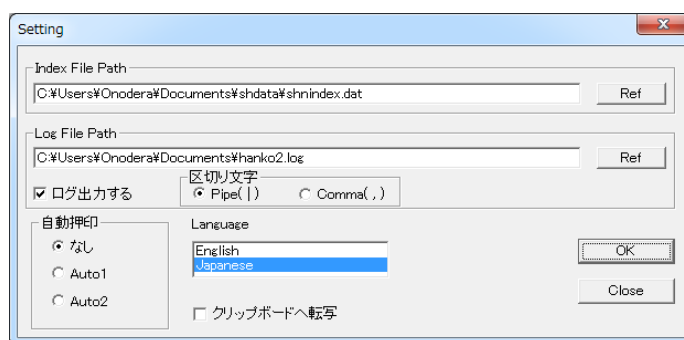 Setting
Index File Path
C:¥Users¥Onodera¥Documents¥shdata¥shnindex.dat
Ref
Log File Path
C:¥Users¥Onodera¥Documents¥hanko2.log
Ref
区切り文字
ログ出力する
Pipe(|)
Comma(,)
自動押印
なし
Auto1
Auto2
Language
English
Japanese
クリップボードへ転写
OK
Close